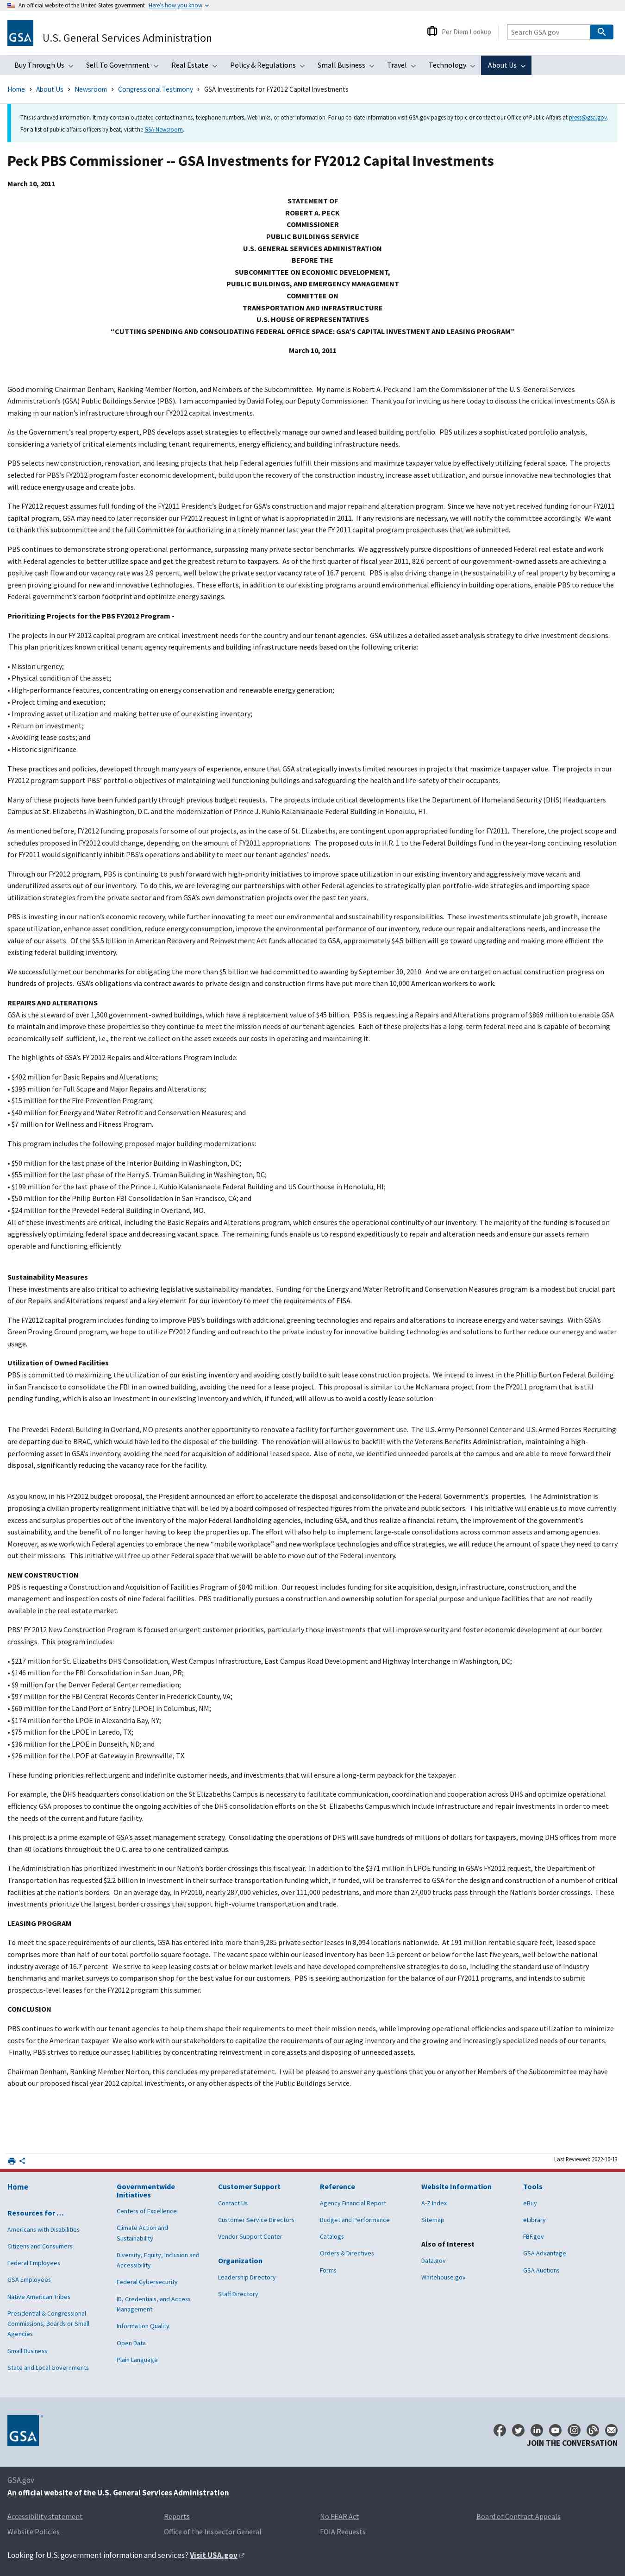 An official website of the United States government Here's how you know
GSA U.S. General Services Administration
Per Diem Lookup
Search GSA.gov
Buy Through Us Sell To Government Real Estate Policy & Regulations Small Business Travel Technology About Us
Home › About Us › Newsroom › Congressional Testimony › GSA Investments for FY2012 Capital Investments
This is archived information. It may contain outdated contact names, telephone numbers, Web links, or other information. For up-to-date information visit GSA.gov pages by topic or contact our Office of Public Affairs at press@gsa.gov.
For a list of public affairs officers by beat, visit the GSA Newsroom.
Peck PBS Commissioner -- GSA Investments for FY2012 Capital Investments
March 10, 2011
STATEMENT OF
ROBERT A. PECK
COMMISSIONER
PUBLIC BUILDINGS SERVICE
U.S. GENERAL SERVICES ADMINISTRATION
BEFORE THE
SUBCOMMITTEE ON ECONOMIC DEVELOPMENT,
PUBLIC BUILDINGS, AND EMERGENCY MANAGEMENT
COMMITTEE ON
TRANSPORTATION AND INFRASTRUCTURE
U.S. HOUSE OF REPRESENTATIVES
"CUTTING SPENDING AND CONSOLIDATING FEDERAL OFFICE SPACE: GSA'S CAPITAL INVESTMENT AND LEASING PROGRAM"
March 10, 2011
Good morning Chairman Denham, Ranking Member Norton, and Members of the Subcommittee. My name is Robert A. Peck and I am the Commissioner of the U. S. General Services
Administration's (GSA) Public Buildings Service (PBS). I am accompanied by David Foley, our Deputy Commissioner. Thank you for inviting us here today to discuss the critical investments GSA is
making in our nation's infrastructure through our FY2012 capital investments.
As the Government's real property expert, PBS develops asset strategies to effectively manage our owned and leased building portfolio. PBS utilizes a sophisticated portfolio analysis,
considering a variety of critical elements including tenant requirements, energy efficiency, and building infrastructure needs.
PBS selects new construction, renovation, and leasing projects that help Federal agencies fulfill their missions and maximize taxpayer value by effectively utilizing federal space. The projects
selected for PBS's FY2012 program foster economic development, build upon the recent trend of reducing our inventory, and improve the sustainability of our existing inventory. These new investments will
reduce energy usage and create jobs.
The FY2012 request assumes full funding of the FY2011 President's Budget for GSA's construction and major repair and alteration program. Since we have not yet received funding for our FY2011
capital program, GSA may need to later reconsider our FY2012 request in light of what is appropriated in 2011. If any revisions are necessary, we will notify the committee accordingly. We want
to thank this subcommittee and the full Committee for authorizing in a timely manner last year the FY 2011 capital program prospectuses that we submitted.
PBS continues to demonstrate strong operational performance, surpassing many private sector benchmarks. We aggressively pursue disposition of unneeded Federal real estate and work
with Federal agencies to better utilize space and get the greatest return to taxpayers. As of the first quarter of fiscal year 2011, 82.6 percent of our government-owned assets were achieving a
positive cash flow and our vacancy rate was 2.9 percent, well below the private sector vacancy rate of 16.7 percent. PBS is also driving change in the sustainability of real property by becoming a
green proving ground for new, innovative technologies. These efforts, in addition to our existing programs around environmental efficiency in building operations, enable PBS to reduce the
Federal carbon footprint and optimize energy savings.
Prioritizing Projects for the PBS FY2012 Program -
The projects in our FY 2012 capital program are critical investment needs for the country and our tenant agencies. GSA utilizes a detailed asset analysis strategy to drive investment decisions.
This plan prioritizes known critical tenant agency requirements and building infrastructure needs based on the following criteria:
• Mission urgency;
• Physical condition of the asset;
• High-performance features, concentrating on energy conservation and renewable energy generation;
• Project timing and execution;
• Improving asset utilization and making better use of our existing inventory;
• Return on investment;
• Avoiding lease costs; and
• Historic significance.
These practices and policies, developed through many years of experience, ensure that GSA strategically invests limited resources in projects that maximize taxpayer value. The projects in our
FY2012 program support PBS' portfolio objectives of maintaining well functioning buildings and safeguarding the health and life-safety of their occupants.
Many of these projects have been funded partly through previous budget requests. The projects include critical developments like the Department of Homeland Security (DHS) Headquarters
Campus at St. Elizabeths in Washington, D.C. and the modernization of Prince J. Kuhio Kalanianaole Federal Building in Honolulu, HI.
As mentioned before, FY2012 funding proposals for some of our projects, as in the case of St. Elizabeths, are contingent upon appropriated funding for FY2011. Therefore, the project scope and
schedules proposed in FY2012 could change, depending on the amount of FY2011 appropriations. The proposed cuts in H.R. 1 to the Federal Buildings Fund in the year-long continuing resolution
for FY2011 would significantly inhibit PBS's operations and ability to meet our tenant agencies' needs.
Through our FY2012 program, PBS is continuing to put forth high-priority initiatives to improve space utilization in our existing inventory and aggressively move vacant and
underutilized assets out of our inventory. To do this, we are leveraging our partnerships with other Federal agencies to strategically plan portfolio-wide strategies and importing space
utilization strategies from the private sector and from GSA's own demonstration projects over the past ten years.
PBS is investing in our nation's economic recovery, while further innovating to meet our environmental and sustainability responsibilities. These investments stimulate job growth, increase
space utilization, enhance asset condition, reduce energy consumption, improve the environmental performance of our inventory, reduce our repair and alterations needs, and increase the
value of our assets. Of the $5.5 billion in American Recovery and Reinvestment Act funds allocated to GSA, approximately $4.5 billion will go toward upgrading and making more efficient the
existing federal building inventory.
We successfully met our benchmarks for obligating the more than $5 billion we had committed to awarding by September 30, 2010. And we are on target on actual construction progress on
hundreds of projects. GSA's obligations via contract awards to private design and construction firms have put more than 10,000 American workers to work.
REPAIRS AND ALTERATIONS
GSA is the steward of over 1,500 government-owned buildings, which have a replacement value of $45 billion. PBS is requesting a Repairs and Alterations program of $869 million to enable GSA
to maintain and improve these properties so they continue to meet the mission needs of our tenant agencies. Each of these projects has a long-term federal need and is capable of becoming
economically self-sufficient, i.e., the rent we collect on the asset exceeds our costs in operating and maintaining it.
The highlights of GSA's FY 2012 Repairs and Alterations Program include:
• $402 million for Basic Repairs and Alterations;
• $395 million for Full Scope and Major Repairs and Alterations;
• $15 million for the Fire Prevention Program;
• $40 million for Energy and Water Retrofit and Conservation Measures; and
• $7 million for Wellness and Fitness Program.
This program includes the following proposed major building modernizations:
• $50 million for the last phase of the Interior Building in Washington, DC;
• $55 million for the last phase of the Harry S. Truman Building in Washington, DC;
• $199 million for the last phase of the Prince J. Kuhio Kalanianaole Federal Building and US Courthouse in Honolulu, HI;
• $50 million for the Philip Burton FBI Consolidation in San Francisco, CA; and
• $24 million for the Prevedel Federal Building in Overland, MO.
All of these investments are critical, including the Basic Repairs and Alterations program, which ensures the operational continuity of our inventory. The majority of the funding is focused on
aggressively optimizing federal space and decreasing vacant space. The remaining funds enable us to respond expeditiously to repair and alteration needs and ensure our assets remain
operable and functioning efficiently.
Sustainability Measures
These investments are also critical to achieving legislative sustainability mandates. Funding for the Energy and Water Retrofit and Conservation Measures program is a modest but crucial part
of our Repairs and Alterations request and a key element for our inventory to meet the requirements of EISA.
The FY2012 capital program includes funding to improve PBS's buildings with additional greening technologies and repairs and alterations to increase energy and water savings. With GSA's
Green Proving Ground program, we hope to utilize FY2012 funding and outreach to the private industry for innovative building technologies and solutions to further reduce our energy and water
usage.
Utilization of Owned Facilities
PBS is committed to maximizing the utilization of our existing inventory and avoiding costly build to suit lease construction projects. We intend to invest in the Phillip Burton Federal Building
in San Francisco to consolidate the FBI in an owned building, avoiding the need for a lease project. This proposal is similar to the McNamara project from the FY2011 program that is still
pending funding, which is also an investment in our existing inventory and which, if funded, will allow us to avoid a costly lease solution.
The Prevedel Federal Building in Overland, MO presents another opportunity to renovate a facility for further government use. The U.S. Army Personnel Center and U.S. Armed Forces Recruiting
are departing due to BRAC, which would have led to the disposal of the building. The renovation will allow us to backfill with the Veterans Benefits Administration, maintaining a high-
performing asset in GSA's inventory, avoiding the need for the acquisition of additional leased space. Also of note, we identified unneeded parcels at the campus and are able to move forward their
disposal, significantly reducing the vacancy rate for the facility.
As you know, in his FY2012 budget proposal, the President announced an effort to accelerate the disposal and consolidation of the Federal Government's properties. The Administration is
proposing a civilian property realignment initiative that will be led by a board composed of respected figures from the private and public sectors. This initiative will enable us to move currently
excess and surplus properties out of the inventory of the major Federal landholding agencies, including GSA, and thus realize a financial return, the improvement of the government's
sustainability, and the benefit of no longer having to keep the properties up. The effort will also help to implement large-scale consolidations across common assets and among agencies.
Moreover, as we work with Federal agencies to embrace the new "mobile workplace" and new workplace technologies and office strategies, we will reduce the amount of space they need to carry
out their missions. This initiative will free up other Federal space that we will be able to move out of the Federal inventory.
NEW CONSTRUCTION
PBS is requesting a Construction and Acquisition of Facilities Program of $840 million. Our request includes funding for site acquisition, design, infrastructure, construction, and the
management and inspection costs of nine federal facilities. PBS traditionally pursues a construction and ownership solution for special purpose and unique facilities that are not readily
available in the real estate market.
PBS' FY 2012 New Construction Program is focused on urgent customer priorities, particularly those investments that will improve security and foster economic development at our border
crossings. This program includes:
• $217 million for St. Elizabeths DHS Consolidation, West Campus Infrastructure, East Campus Road Development and Highway Interchange in Washington, DC;
• $146 million for the FBI Consolidation in San Juan, PR;
• $9 million for the Denver Federal Center remediation;
• $97 million for the FBI Central Records Center in Frederick County, VA;
• $60 million for the Land Port of Entry (LPOE) in Columbus, NM;
• $174 million for the LPOE in Alexandria Bay, NY;
• $75 million for the LPOE in Laredo, TX;
• $36 million for the LPOE in Dunseith, ND; and
• $26 million for the LPOE at Gateway in Brownsville, TX.
These funding priorities reflect urgent and indefinite customer needs, and investments that will ensure a long-term payback for the taxpayer.
For example, the DHS headquarters consolidation on the St Elizabeths Campus is necessary to facilitate communication, coordination and cooperation across DHS and optimize operational
efficiency. GSA proposes to continue the ongoing activities of the DHS consolidation efforts on the St. Elizabeths Campus which include infrastructure and repair investments in order to meet
the needs of the current and future facility.
This project is a prime example of GSA's asset management strategy. Consolidating the operations of DHS will save hundreds of millions of dollars for taxpayers, moving DHS offices from more
than 40 locations throughout the D.C. area to one centralized campus.
The Administration has prioritized investment in our Nation's border crossings this fiscal year. In addition to the $371 million in LPOE funding in GSA's FY2012 request, the Department of
Transportation has requested $2.2 billion in investment in their surface transportation funding which, if funded, will be transferred to GSA for the design and construction of a number of critical
facilities at the nation's borders. On an average day, in FY2010, nearly 287,000 vehicles, over 111,000 pedestrians, and more than 27,000 trucks pass through the Nation's border crossings. These
investments prioritize the largest border crossings that support high-volume transportation and trade.
LEASING PROGRAM
To meet the space requirements of our clients, GSA has entered into more than 9,285 private sector leases in 8,094 locations nationwide. At 191 million rentable square feet, leased space
comprises more than half of our total portfolio square footage. The vacant space within our leased inventory has been 1.5 percent or below for the last five years, well below the national
industry average of 16.7 percent. We strive to keep leasing costs at or below market levels and have developed comprehensive strategies to do so, including the standard use of industry
benchmarks and market surveys to comparison shop for the best value for our customers. PBS is seeking authorization for the balance of our FY2011 programs, and intends to submit
prospectus-level leases for the FY2012 program this summer.
CONCLUSION
PBS continues to work with our tenant agencies to help them shape their requirements to meet their mission needs, while improving operational efficiencies and space utilization to minimize
costs for the American taxpayer. We also work with our stakeholders to capitalize the requirements of our aging inventory and the growing and increasingly specialized needs of our tenants.
Finally, PBS strives to reduce our asset liabilities by concentrating reinvestment in core assets and disposing of unneeded assets.
Chairman Denham, Ranking Member Norton, this concludes my prepared statement. I will be pleased to answer any questions that you or any other Members of the Subcommittee may have
about our proposed fiscal year 2012 capital investments, or any other aspects of the Public Buildings Service.
Last Reviewed: 2022-10-13
Home
Resources for …
Americans with Disabilities
Citizens and Consumers
Federal Employees
GSA Employees
Native American Tribes
Presidential & Congressional
Commissions, Boards or Small
Agencies
Small Business
State and Local Governments
Governmentwide
Initiatives
Centers of Excellence
Climate Action and
Sustainability
Diversity, Equity, Inclusion and
Accessibility
Federal Cybersecurity
ID, Credentials, and Access
Management
Information Quality
Open Data
Plain Language
Customer Support
Contact Us
Customer Service Directors
Vendor Support Center
Organization
Leadership Directory
Staff Directory
Reference
Agency Financial Report
Budget and Performance
Catalogs
Orders & Directives
Forms
Website Information
A-Z Index
Sitemap
Also of Interest
Data.gov
Whitehouse.gov
Tools
eBuy
eLibrary
FBF.gov
GSA Advantage
GSA Auctions
GSA
JOIN THE CONVERSATION
GSA.gov
An official website of the U.S. General Services Administration
Accessibility statement Reports No FEAR Act Board of Contract Appeals
Website Policies Office of the Inspector General FOIA Requests
Looking for U.S. government information and services? Visit USA.gov